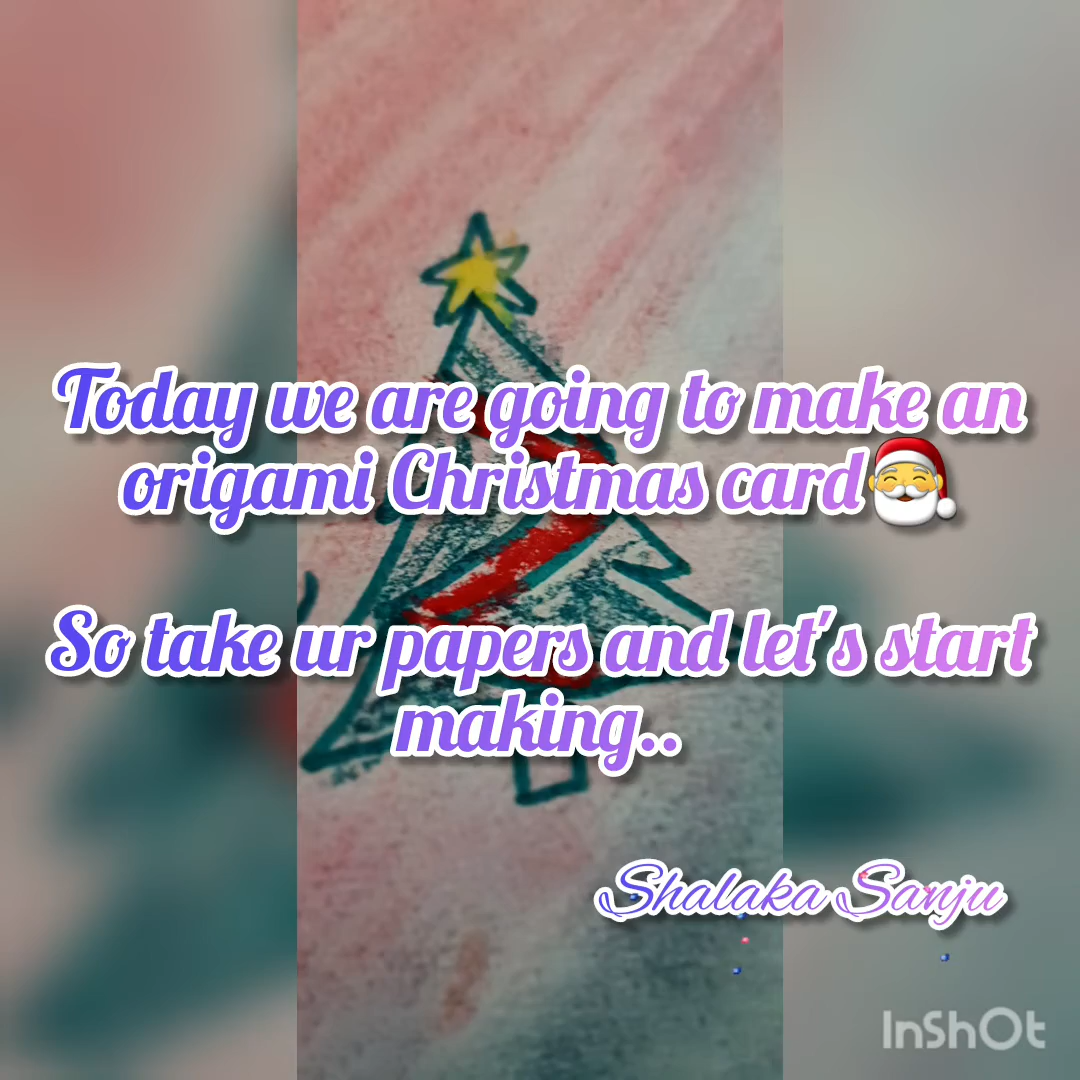 Today we are going to make an
origami Christmas card🎅
So take ur papers and let's start
making..
Shalaka Sanju
InShOt